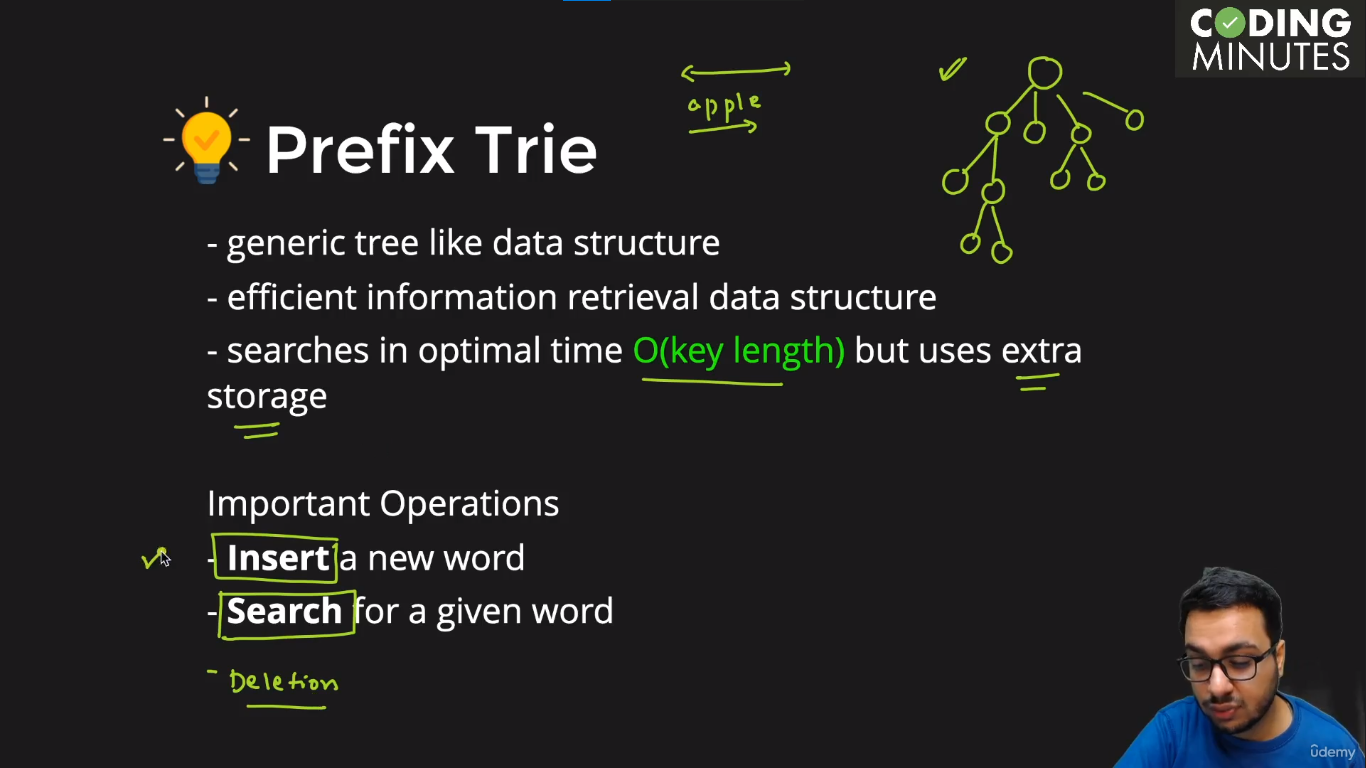 CODING
MINUTES
apple
Prefix Trie
- generic tree like data structure
- efficient information retrieval data structure
- searches in optimal time O(key length) but uses extra
storage
Important Operations
- Insert a new word
- Search for a given word
- Deletion
ûdemy